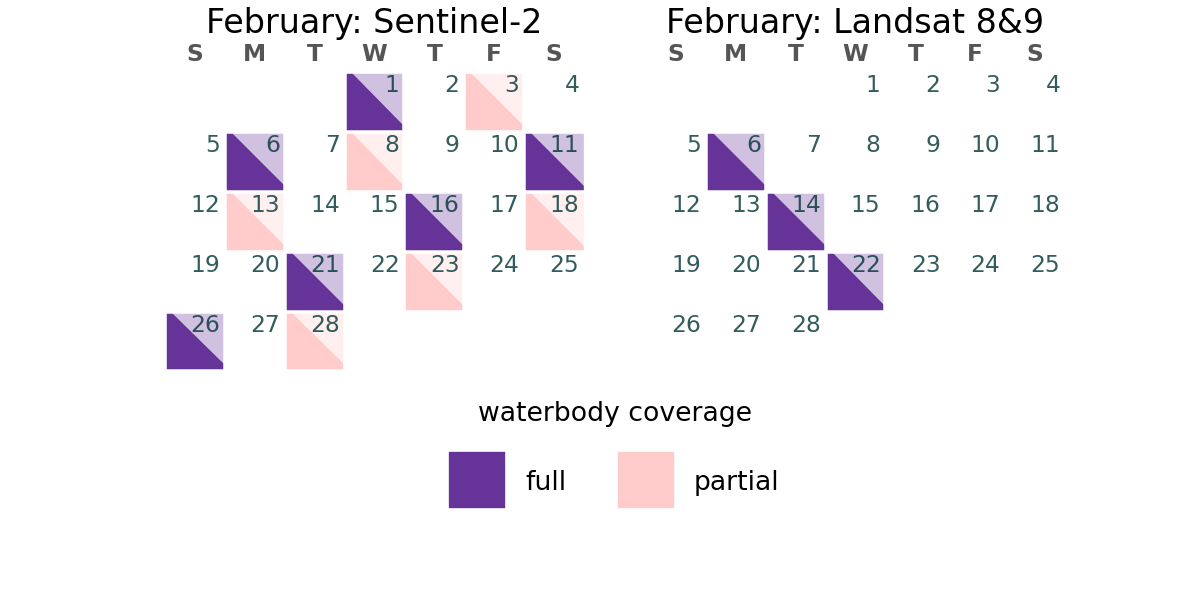 February: Sentinel-2
S M T W T F S
1 2 3 4
5 6 7 8 9 10 11
12 13 14 15 16 17 18
19 20 21 22 23 24 25
26 27 28
February: Landsat 8&9
S M T W T F S
1 2 3 4
5 6 7 8 9 10 11
12 13 14 15 16 17 18
19 20 21 22 23 24 25
26 27 28
waterbody coverage
full
partial